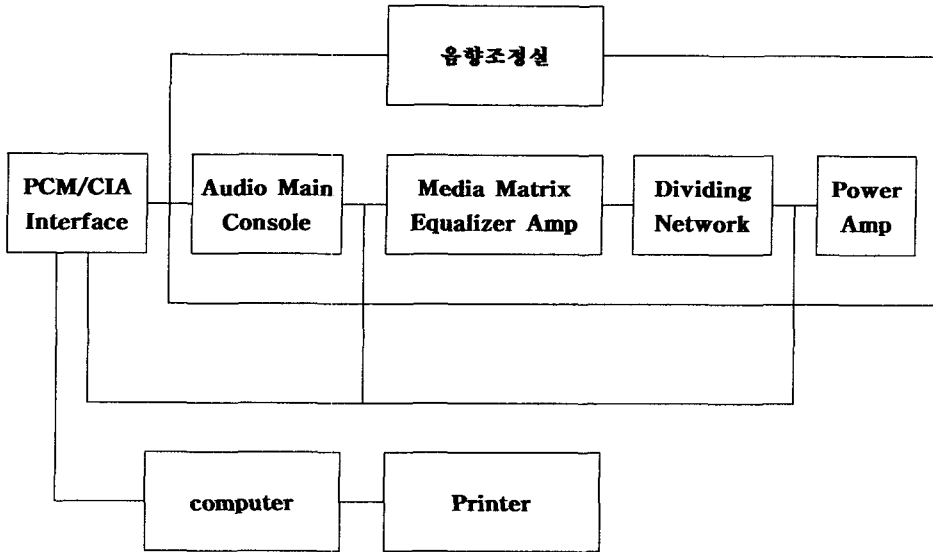 음향조정실
PCM/CIA
Interface
Audio Main
Console
Media Matrix
Equalizer Amp
Dividing
Network
Power
Amp
computer
Printer